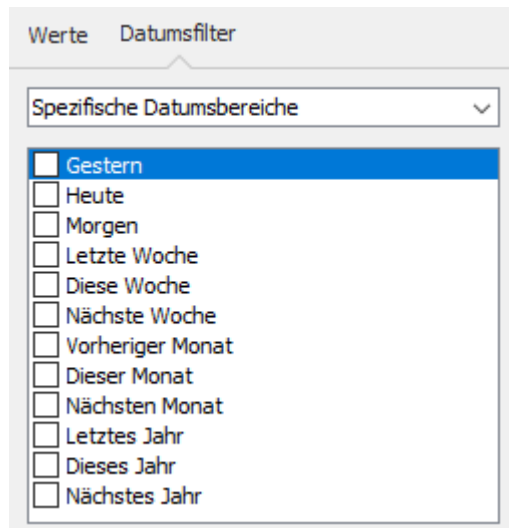 Werte Datumsfilter
Spezifische Datumsbereiche
Gestern
Heute
Morgen
Letzte Woche
Diese Woche
Nächste Woche
Vorheriger Monat
Dieser Monat
Nächsten Monat
Letztes Jahr
Dieses Jahr
Nächstes Jahr